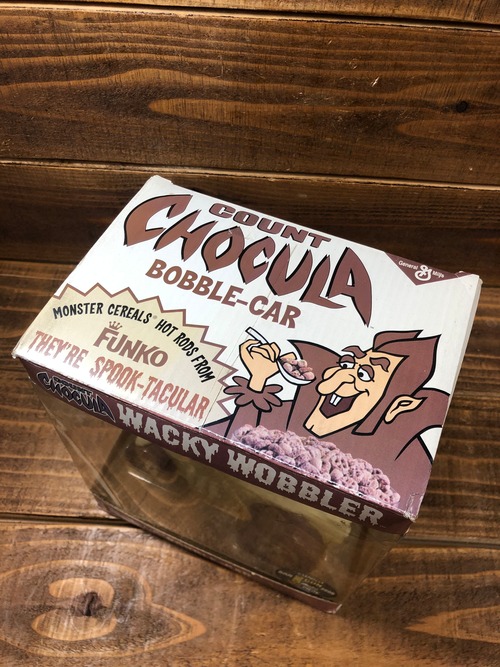 COUNT
CHOCULA
BOBBLE-CAR
General G Mills
MONSTER CEREALS® HOT RODS FROM
FUNKO
THEY'RE SPOOK-TACULAR
COUNT
CHOCULA
WACKY WOBBLER